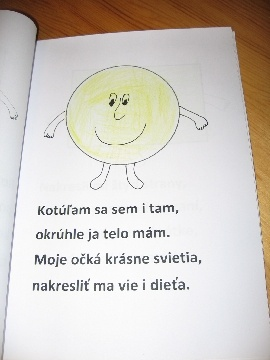 Kotúľam sa sem i tam,
okrúhle ja telo mám.
Moje očká krásne svietia,
nakresliť ma vie i dieťa.